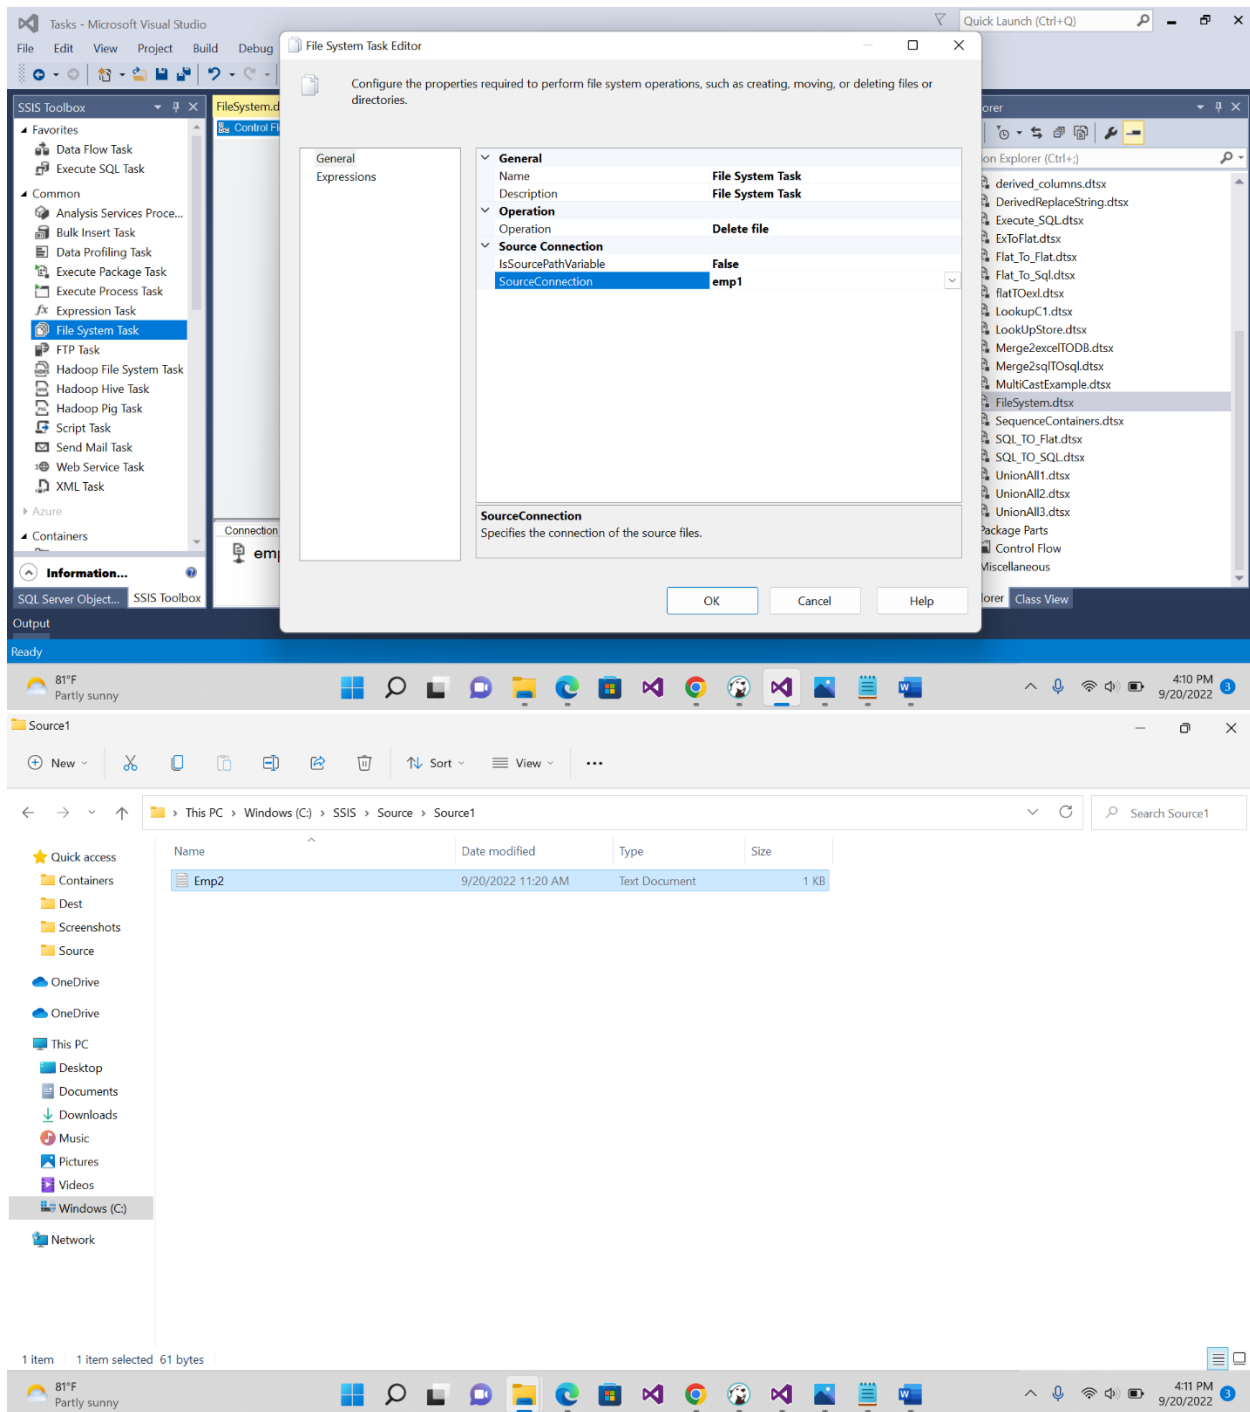 Tasks - Microsoft Visual Studio
Quick Launch (Ctrl+Q)
File Edit View Project Build Debug
File System Task Editor
Configure the properties required to perform file system operations, such as creating, moving, or deleting files or
directories.
SSIS Toolbox
FileSystem.d
Control Fl
Favorites
Data Flow Task
Execute SQL Task
Common
Analysis Services Proce...
Bulk Insert Task
Data Profiling Task
Execute Package Task
Execute Process Task
Expression Task
File System Task
FTP Task
Hadoop File System Task
Hadoop Hive Task
Hadoop Pig Task
Script Task
Send Mail Task
Web Service Task
XML Task
Azure
Containers
Information...
SQL Server Object... SSIS Toolbox
Connection
emp
General
Expressions
General
Name File System Task
Description File System Task
Operation
Operation Delete file
Source Connection
IsSourcePathVariable False
SourceConnection emp1
SourceConnection
Specifies the connection of the source files.
OK Cancel Help
orer
on Explorer (Ctrl+;)
derived_columns.dtsx
DerivedReplaceString.dtsx
Execute_SQL.dtsx
ExToFlat.dtsx
Flat_To_Flat.dtsx
Flat_To_Sql.dtsx
flatTOexl.dtsx
LookupC1.dtsx
LookUpStore.dtsx
Merge2excelTODB.dtsx
Merge2sqlTOsql.dtsx
MultiCastExample.dtsx
FileSystem.dtsx
SequenceContainers.dtsx
SQL_TO_Flat.dtsx
SQL_TO_SQL.dtsx
UnionAll1.dtsx
UnionAll2.dtsx
UnionAll3.dtsx
Package Parts
Control Flow
Miscellaneous
lorer Class View
Output
Ready
81°F
Partly sunny
4:10 PM
9/20/2022
3
Source1
New Sort View
This PC > Windows (C:) > SSIS > Source > Source1
Search Source1
Quick access
Containers
Dest
Screenshots
Source
OneDrive
OneDrive
This PC
Desktop
Documents
Downloads
Music
Pictures
Videos
Windows (C:)
Network
Name Date modified Type Size
Emp2 9/20/2022 11:20 AM Text Document 1 KB
1 item 1 item selected 61 bytes
81°F
Partly sunny
4:11 PM
9/20/2022
3